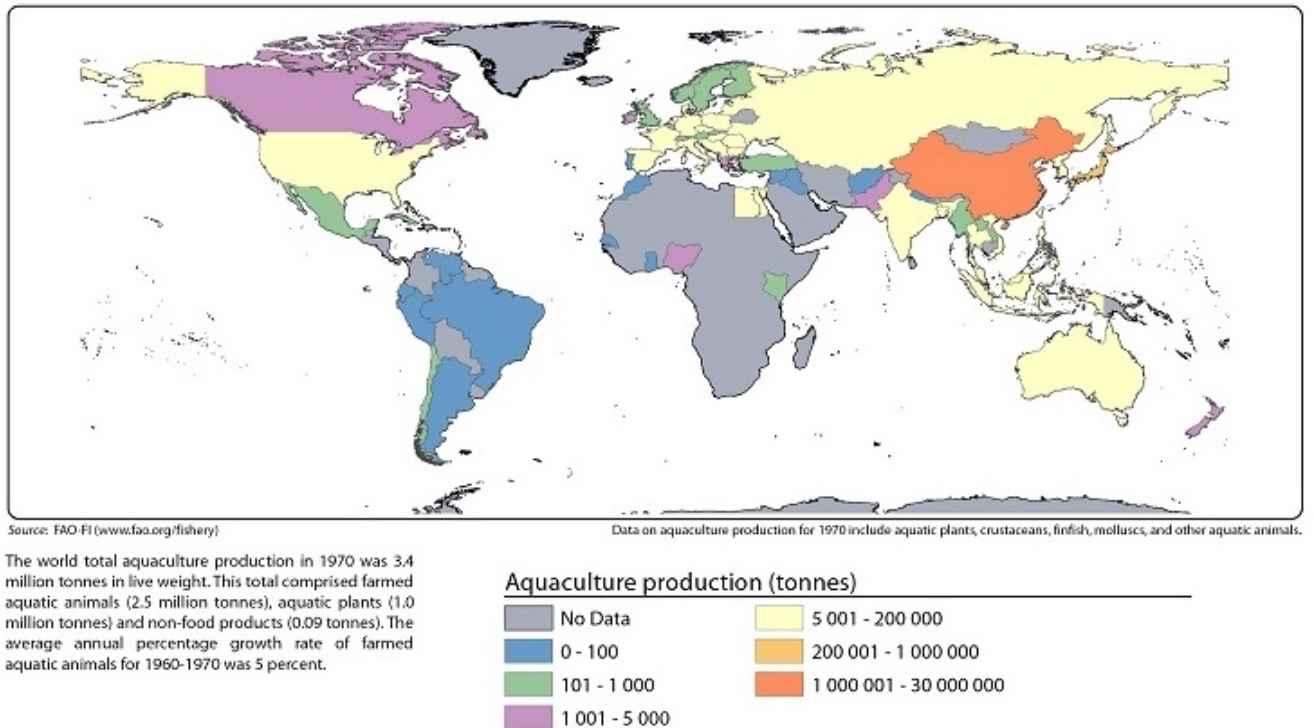 Source: FAO-FI (www.fao.org/fishery)
Data on aquaculture production for 1970 include aquatic plants, crustaceans, finfish, molluscs, and other aquatic animals.
The world total aquaculture production in 1970 was 3.4
million tonnes in live weight. This total comprised farmed
aquatic animals (2.5 million tonnes), aquatic plants (1.0
million tonnes) and non-food products (0.09 tonnes). The
average annual percentage growth rate of farmed
aquatic animals for 1960-1970 was 5 percent.
Aquaculture production (tonnes)
No Data
0 - 100
101 - 1 000
1 001 - 5 000
5 001 - 200 000
200 001 - 1 000 000
1 000 001 - 30 000 000